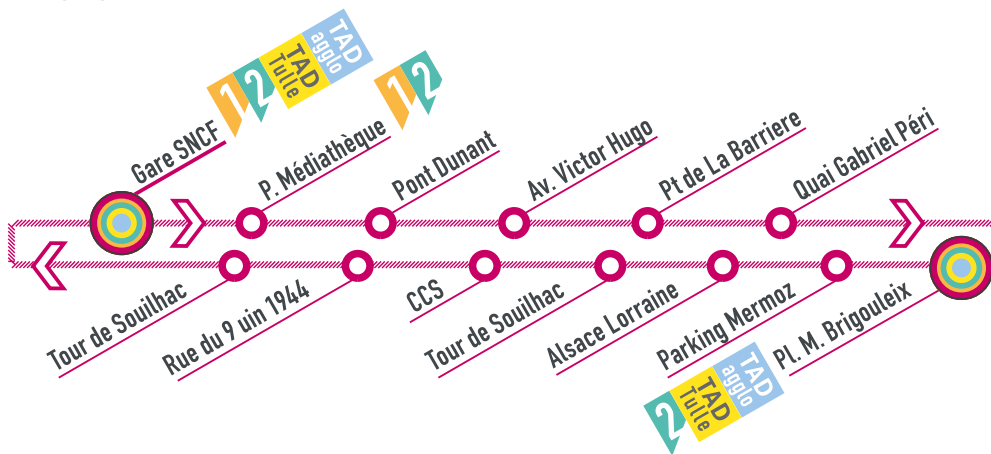 Gare SNCF
1
2
TAD
Tulle
TAD
agglo
P. Médiathèque
1
2
Pont Dunant
Av. Victor Hugo
Pt de La Barriere
Quai Gabriel Péri
Tour de Souilhac
Rue du 9 uin 1944
CCS
Tour de Souilhac
Alsace Lorraine
Parking Mermoz
Pl. M. Brigouleix
2
TAD
Tulle
TAD
agglo